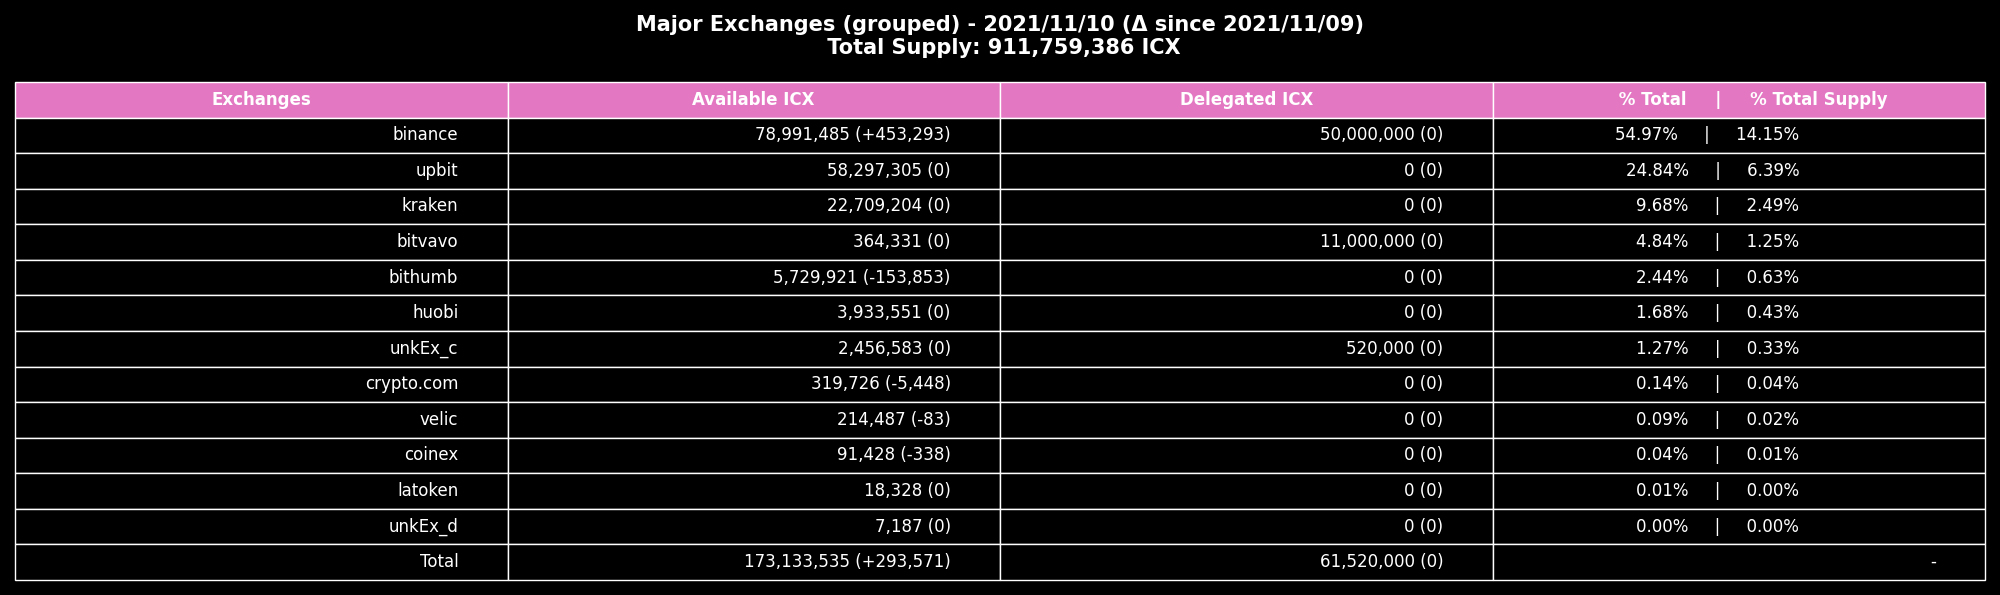 Major Exchanges (grouped) - 2021/11/10 (Δ since 2021/11/09)
Total Supply: 911,759,386 ICX
Exchanges Available ICX Delegated ICX % Total | % Total Supply
binance 78,991,485 (+453,293) 50,000,000 (0) 54.97% | 14.15%
upbit 58,297,305 (0) 0 (0) 24.84% | 6.39%
kraken 22,709,204 (0) 0 (0) 9.68% | 2.49%
bitvavo 364,331 (0) 11,000,000 (0) 4.84% | 1.25%
bithumb 5,729,921 (-153,853) 0 (0) 2.44% | 0.63%
huobi 3,933,551 (0) 0 (0) 1.68% | 0.43%
unkEx_c 2,456,583 (0) 520,000 (0) 1.27% | 0.33%
crypto.com 319,726 (-5,448) 0 (0) 0.14% | 0.04%
velic 214,487 (-83) 0 (0) 0.09% | 0.02%
coinex 91,428 (-338) 0 (0) 0.04% | 0.01%
latoken 18,328 (0) 0 (0) 0.01% | 0.00%
unkEx_d 7,187 (0) 0 (0) 0.00% | 0.00%
Total 173,133,535 (+293,571) 61,520,000 (0) -